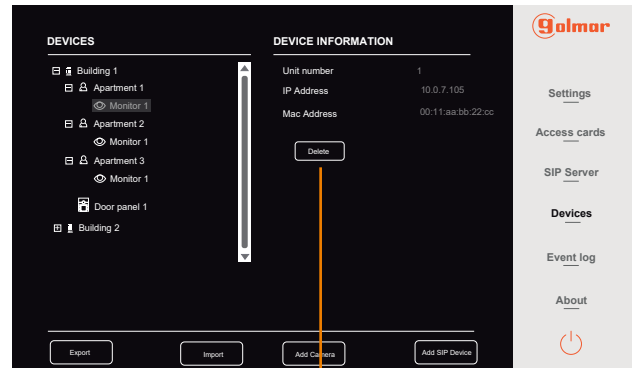 DEVICES
Building 1
Apartment 1
Monitor 1
Apartment 2
Monitor 1
Apartment 3
Monitor 1
Door panel 1
Building 2
DEVICE INFORMATION
Unit number 1
IP Address 10.0.7.105
Mac Address 00:11:aa:bb:22:cc
Delete
Export
Import
Add Camera
Add SIP Device
golmar
Settings
Access cards
SIP Server
Devices
Event log
About